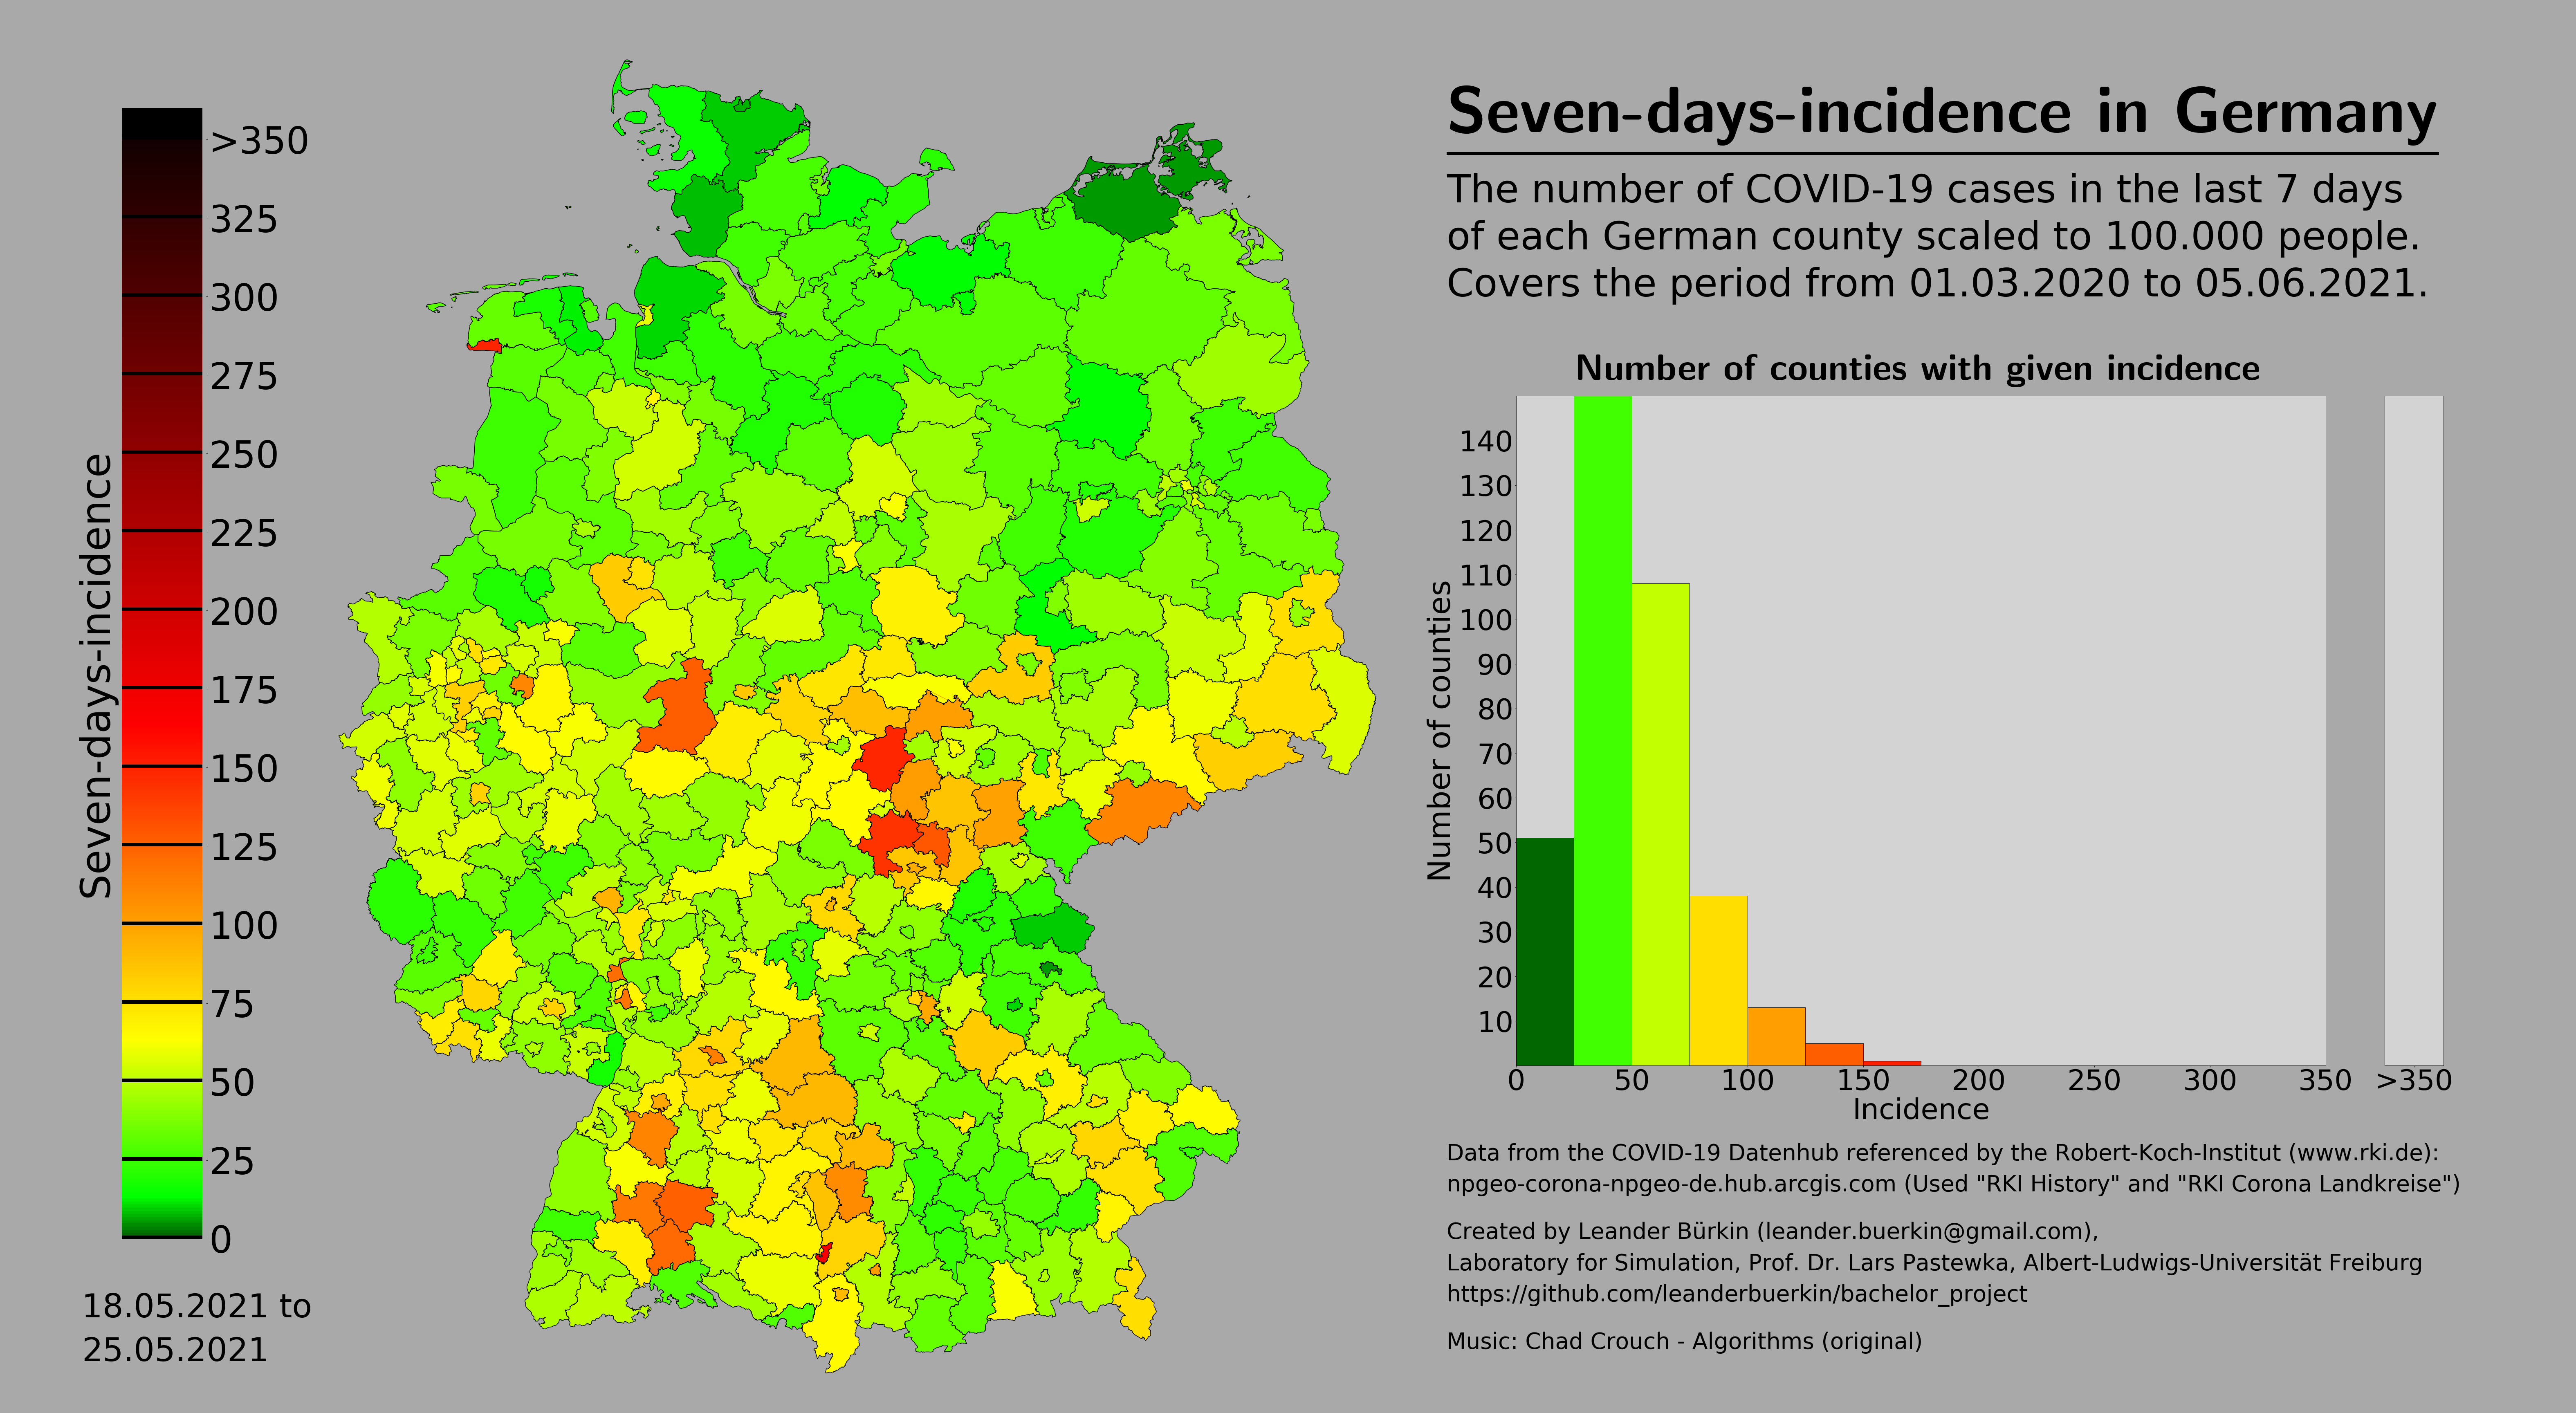 Seven-days-incidence in Germany
The number of COVID-19 cases in the last 7 days
of each German county scaled to 100.000 people.
Covers the period from 01.03.2020 to 05.06.2021.
Seven-days-incidence
>350
325
300
275
250
225
200
175
150
125
100
75
50
25
0
18.05.2021 to
25.05.2021
Number of counties with given incidence
Number of counties
140
130
120
110
100
90
80
70
60
50
40
30
20
10
0 50 100 150 200 250 300 350 >350
Incidence
Data from the COVID-19 Datenhub referenced by the Robert-Koch-Institut (www.rki.de):
npgeo-corona-npgeo-de.hub.arcgis.com (Used "RKI History" and "RKI Corona Landkreise")
Created by Leander Bürkin (leander.buerkin@gmail.com),
Laboratory for Simulation, Prof. Dr. Lars Pastewka, Albert-Ludwigs-Universität Freiburg
https://github.com/leanderbuerkin/bachelor_project
Music: Chad Crouch - Algorithms (original)